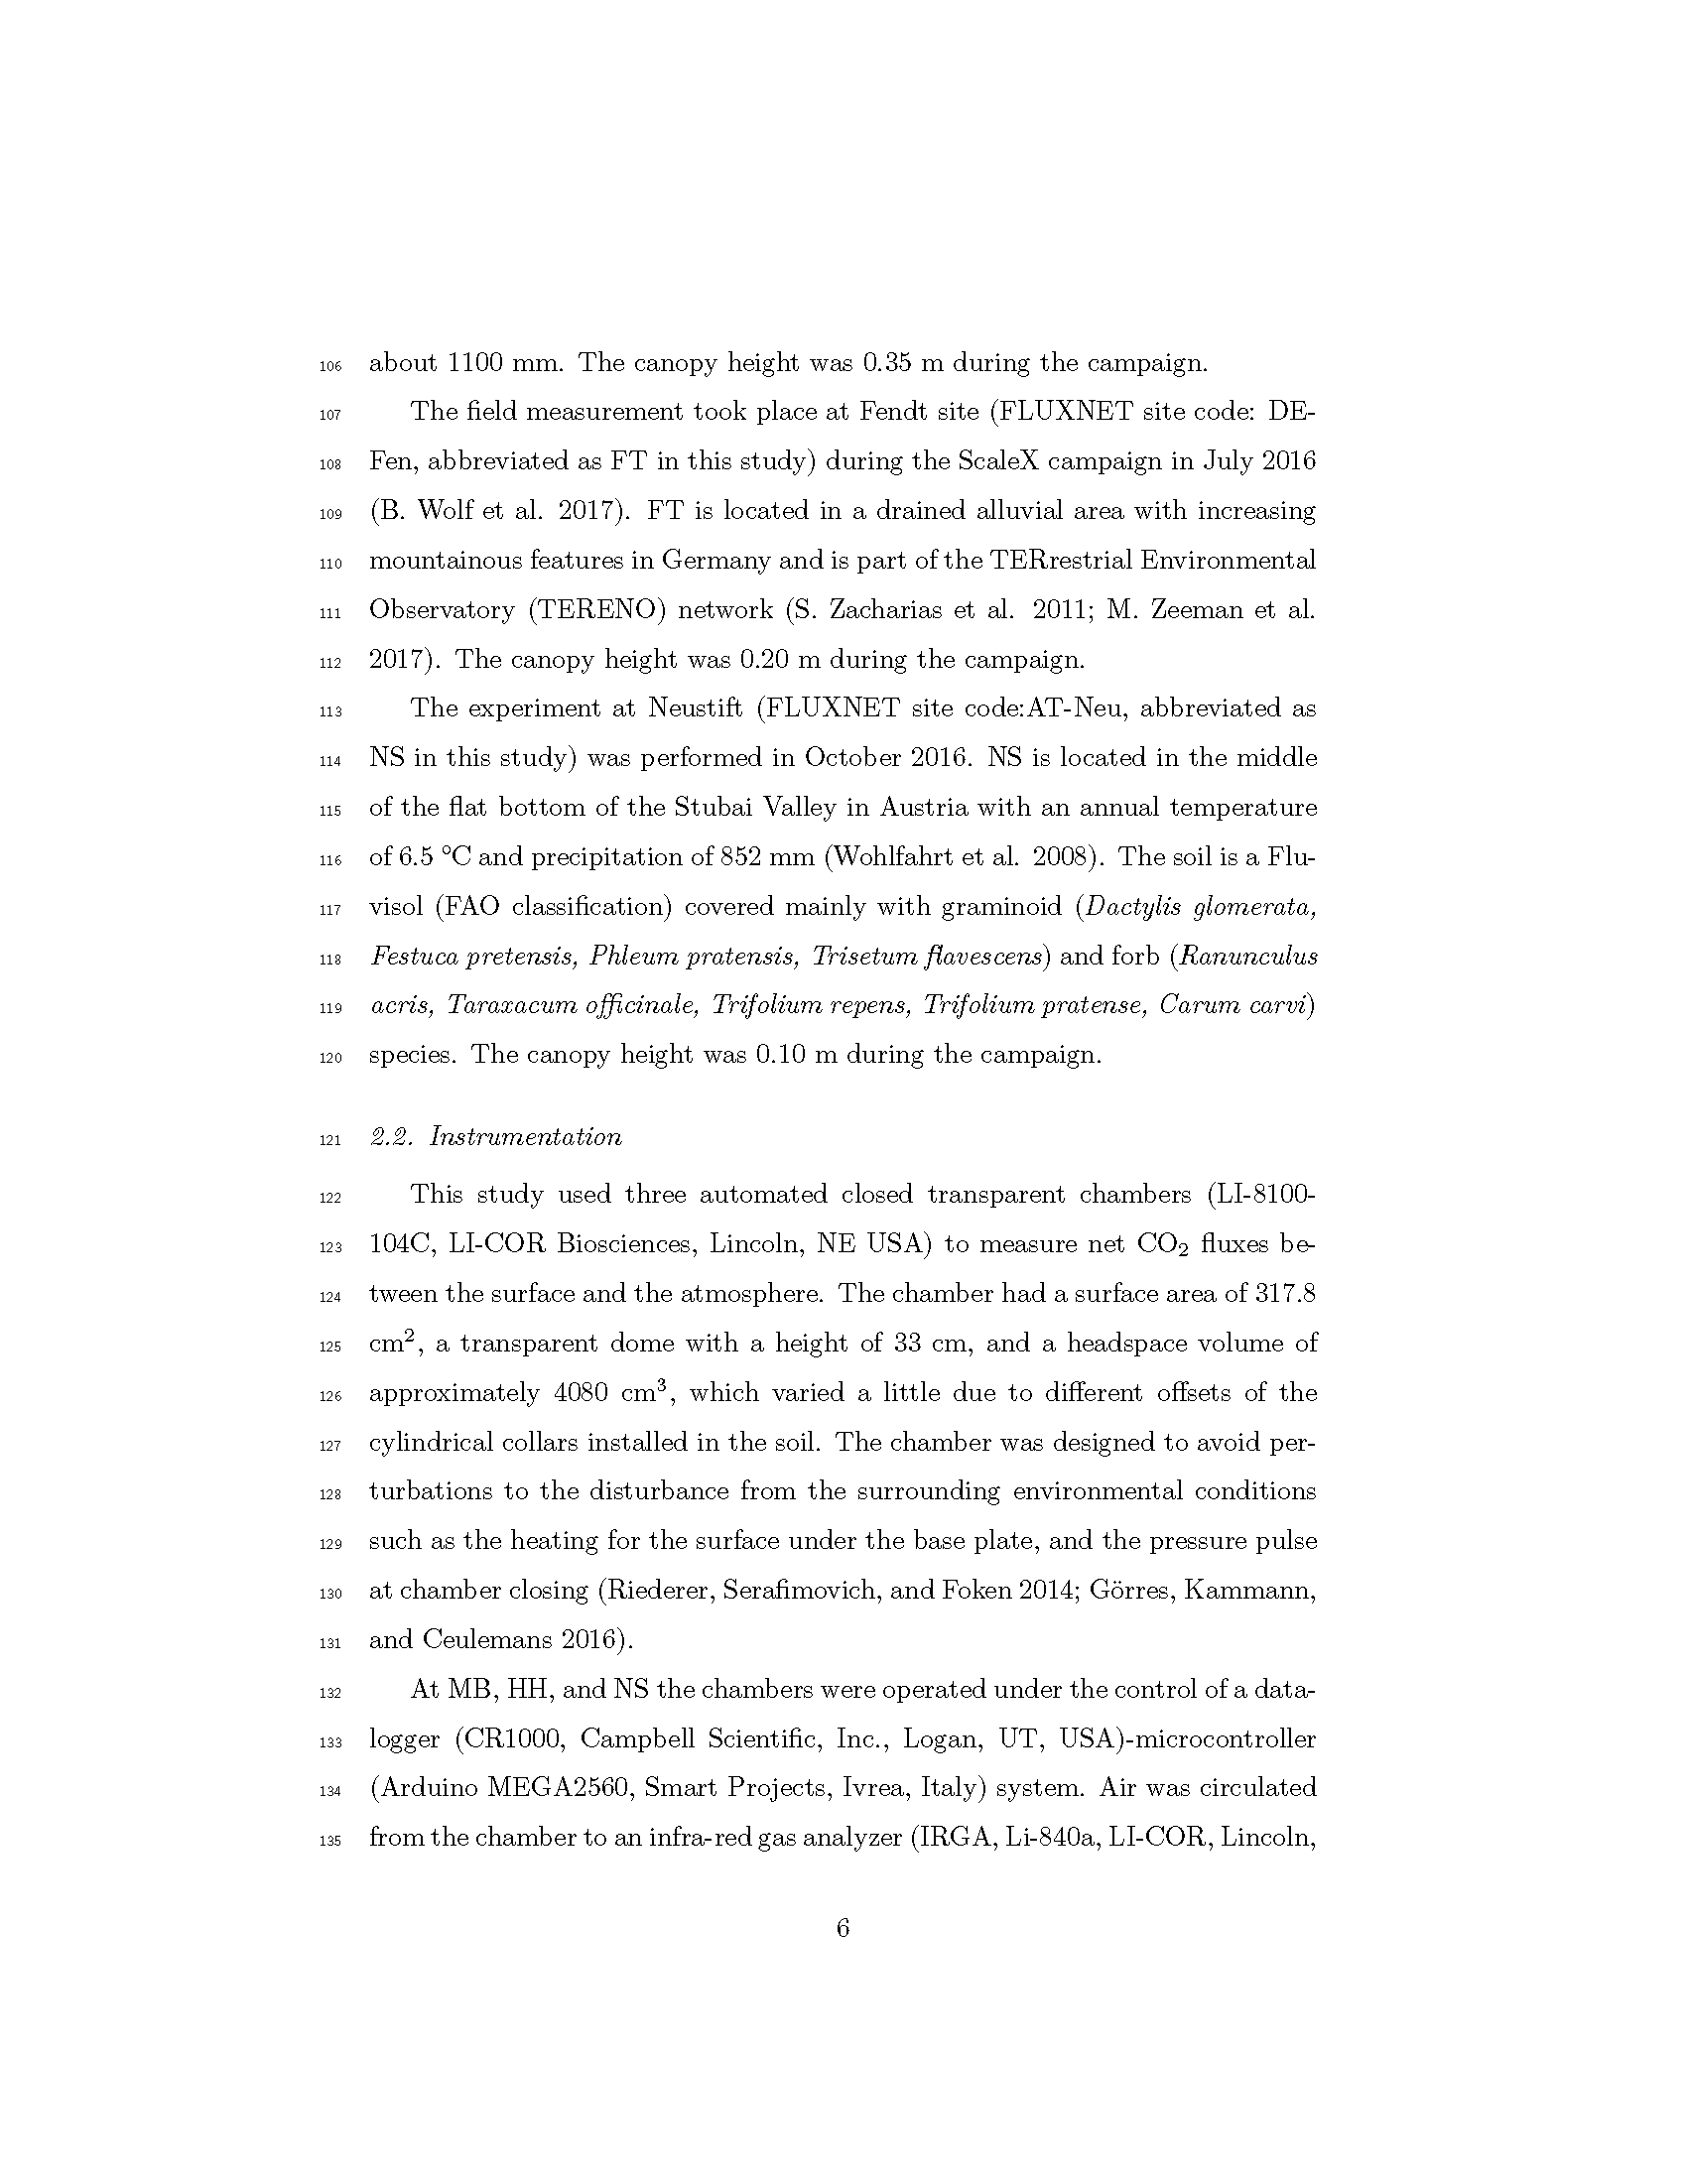 106 about 1100 mm. The canopy height was 0.35 m during the campaign.
107 The field measurement took place at Fendt site (FLUXNET site code: DE-
108 Fen, abbreviated as FT in this study) during the ScaleX campaign in July 2016
109 (B. Wolf et al. 2017). FT is located in a drained alluvial area with increasing
110 mountainous features in Germany and is part of the TERrestrial Environmental
111 Observatory (TERENO) network (S. Zacharias et al. 2011; M. Zeeman et al.
112 2017). The canopy height was 0.20 m during the campaign.
113 The experiment at Neustift (FLUXNET site code:AT-Neu, abbreviated as
114 NS in this study) was performed in October 2016. NS is located in the middle
115 of the flat bottom of the Stubai Valley in Austria with an annual temperature
116 of 6.5 °C and precipitation of 852 mm (Wohlfahrt et al. 2008). The soil is a Flu-
117 visol (FAO classification) covered mainly with graminoid (Dactylis glomerata,
118 Festuca pretensis, Phleum pratensis, Trisetum flavescens) and forb (Ranunculus
119 acris, Taraxacum officinale, Trifolium repens, Trifolium pratense, Carum carvi)
120 species. The canopy height was 0.10 m during the campaign.
121 2.2. Instrumentation
122 This study used three automated closed transparent chambers (LI-8100-
123 104C, LI-COR Biosciences, Lincoln, NE USA) to measure net CO₂ fluxes be-
124 tween the surface and the atmosphere. The chamber had a surface area of 317.8
125 cm², a transparent dome with a height of 33 cm, and a headspace volume of
126 approximately 4080 cm³, which varied a little due to different offsets of the
127 cylindrical collars installed in the soil. The chamber was designed to avoid per-
128 turbations to the disturbance from the surrounding environmental conditions
129 such as the heating for the surface under the base plate, and the pressure pulse
130 at chamber closing (Riederer, Serafimovich, and Foken 2014; Görres, Kammann,
131 and Ceulemans 2016).
132 At MB, HH, and NS the chambers were operated under the control of a data-
133 logger (CR1000, Campbell Scientific, Inc., Logan, UT, USA)-microcontroller
134 (Arduino MEGA2560, Smart Projects, Ivrea, Italy) system. Air was circulated
135 from the chamber to an infra-red gas analyzer (IRGA, Li-840a, LI-COR, Lincoln,
6